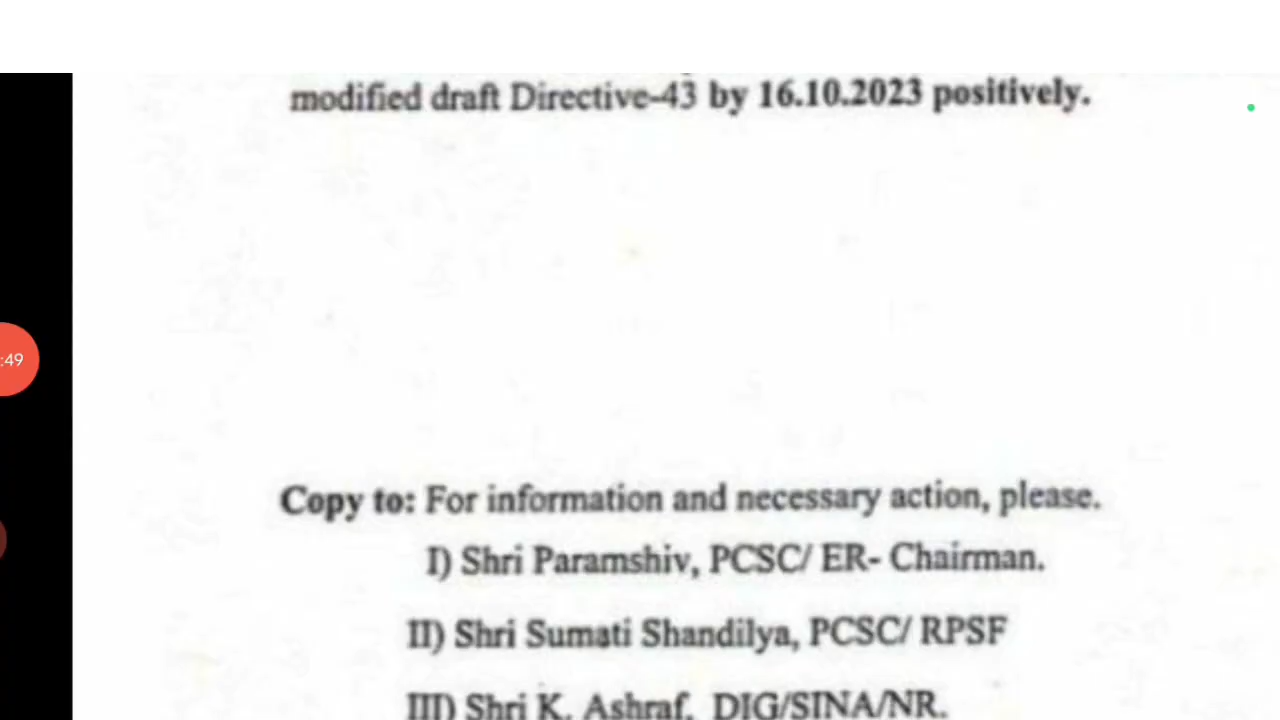 modified draft Directive-43 by 16.10.2023 positively.
:49
Copy to: For information and necessary action, please.
I) Shri Paramshiv, PCSC/ ER- Chairman.
II) Shri Sumati Shandilya, PCSC/ RPSF
III) Shri K. Ashraf, DIG/SINA/NR.